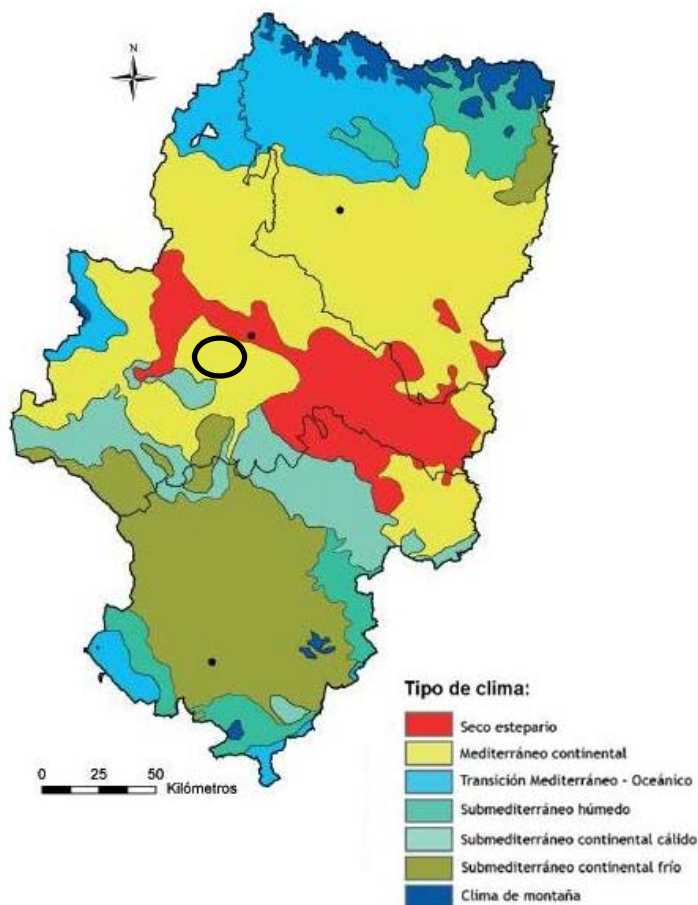 N
Tipo de clima:
Seco estepario
Mediterráneo continental
Transición Mediterráneo - Oceánico
Submediterráneo húmedo
Submediterráneo continental cálido
Submediterráneo continental frío
Clima de montaña
0 25 50 Kilómetros